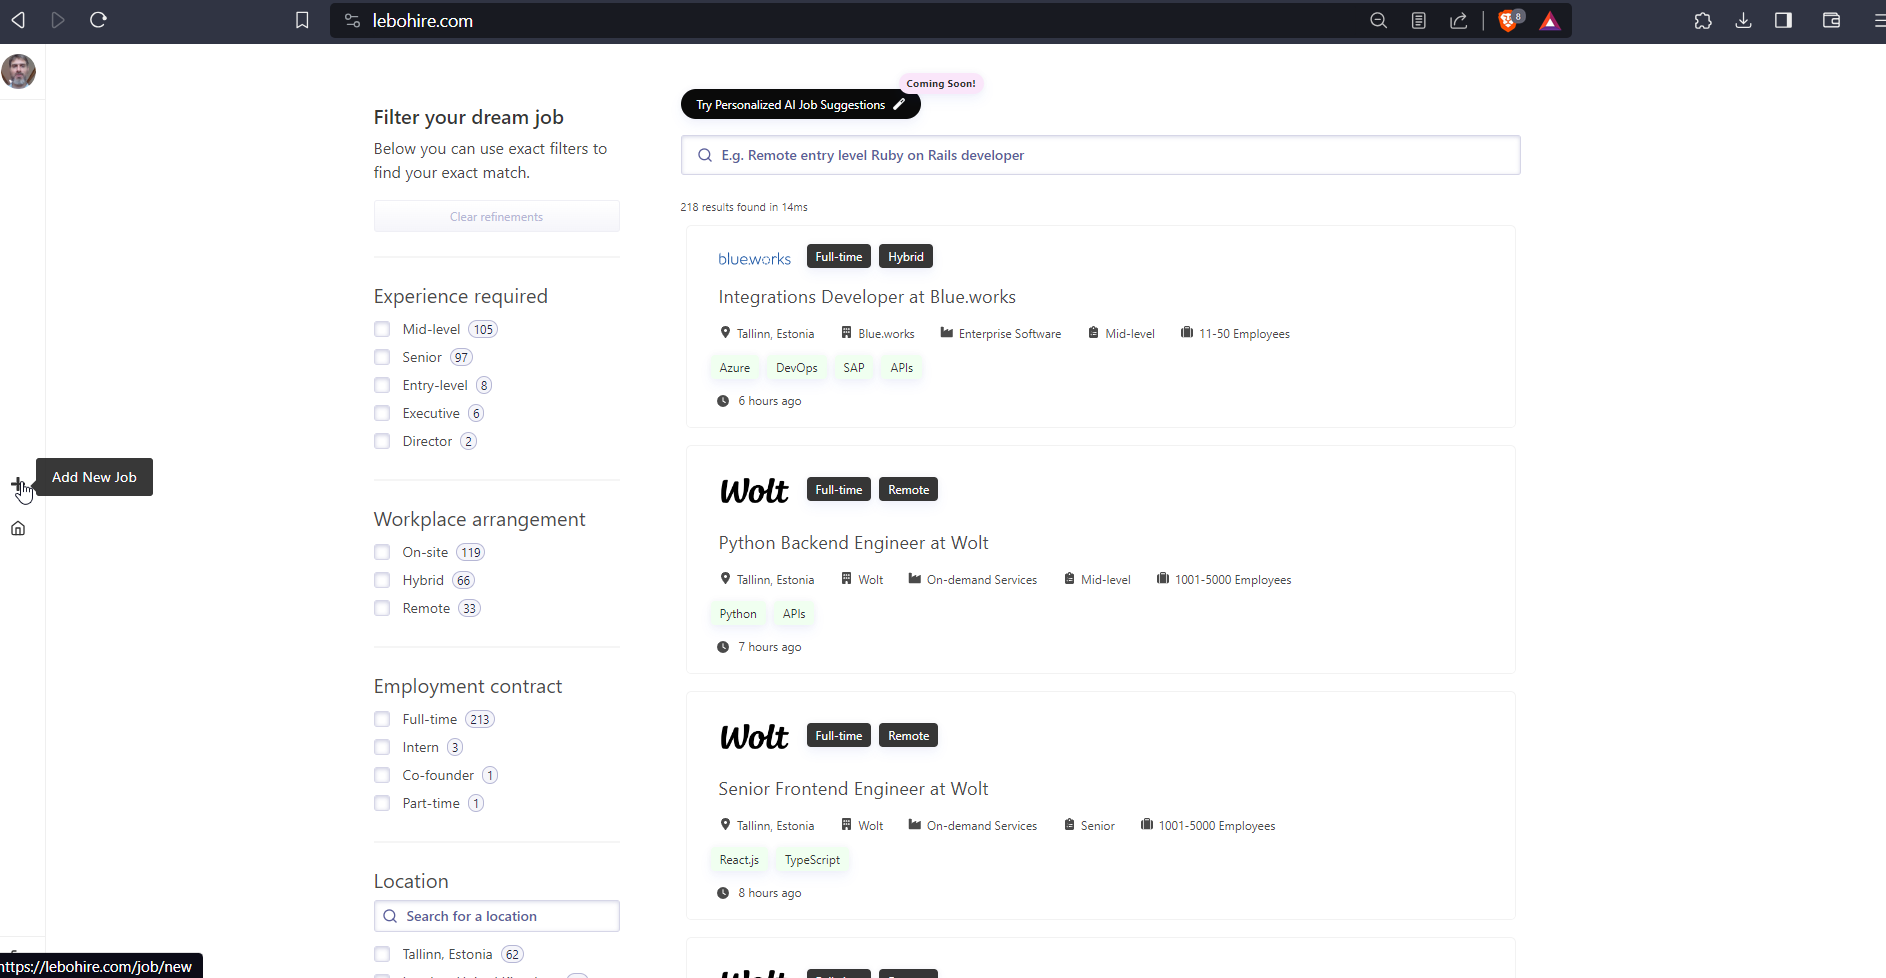 lebohire.com
8
Add New Job
https://lebohire.com/job/new
Filter your dream job
Below you can use exact filters to
find your exact match.
Clear refinements
Experience required
Mid-level 105
Senior 97
Entry-level 8
Executive 6
Director 2
Workplace arrangement
On-site 119
Hybrid 66
Remote 33
Employment contract
Full-time 213
Intern 3
Co-founder 1
Part-time 1
Location
Search for a location
Tallinn, Estonia 62
Coming Soon!
Try Personalized AI Job Suggestions
E.g. Remote entry level Ruby on Rails developer
218 results found in 14ms
blue.works Full-time Hybrid
Integrations Developer at Blue.works
Tallinn, Estonia Blue.works Enterprise Software Mid-level 11-50 Employees
Azure DevOps SAP APIs
6 hours ago
Wolt Full-time Remote
Python Backend Engineer at Wolt
Tallinn, Estonia Wolt On-demand Services Mid-level 1001-5000 Employees
Python APIs
7 hours ago
Wolt Full-time Remote
Senior Frontend Engineer at Wolt
Tallinn, Estonia Wolt On-demand Services Senior 1001-5000 Employees
React.js TypeScript
8 hours ago